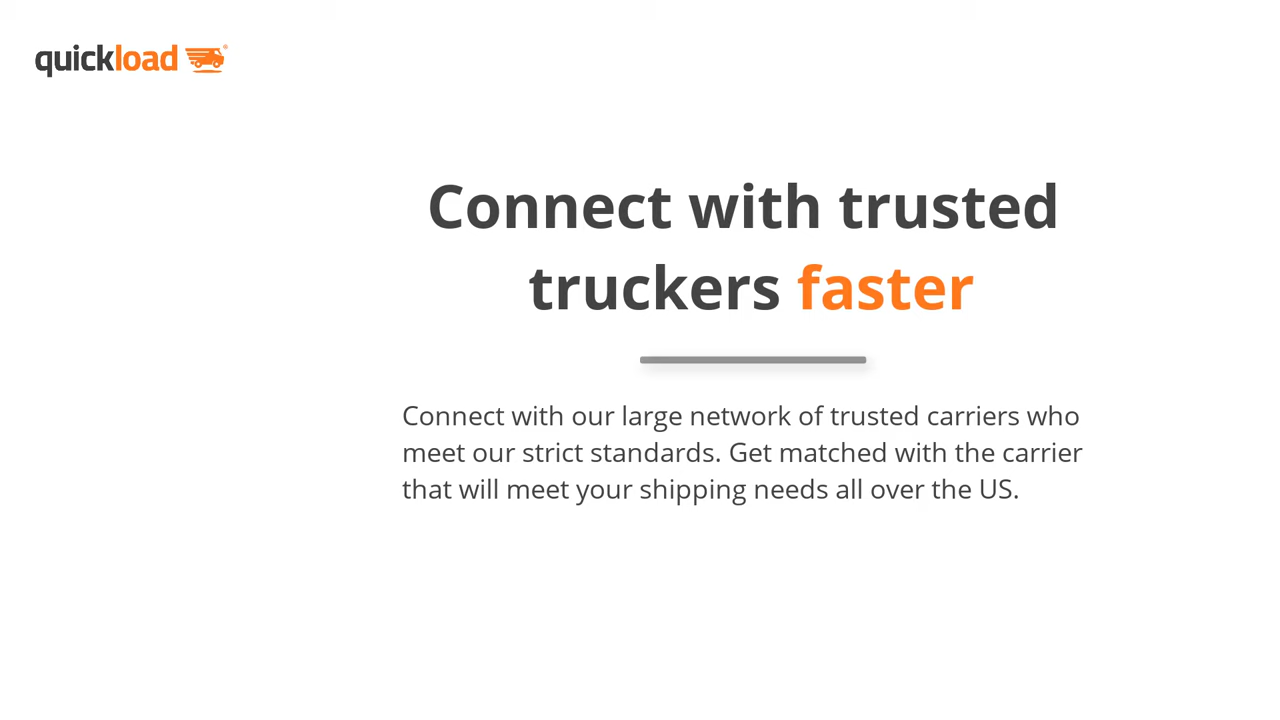 quickload
Connect with trusted
truckers faster
Connect with our large network of trusted carriers who
meet our strict standards. Get matched with the carrier
that will meet your shipping needs all over the US.